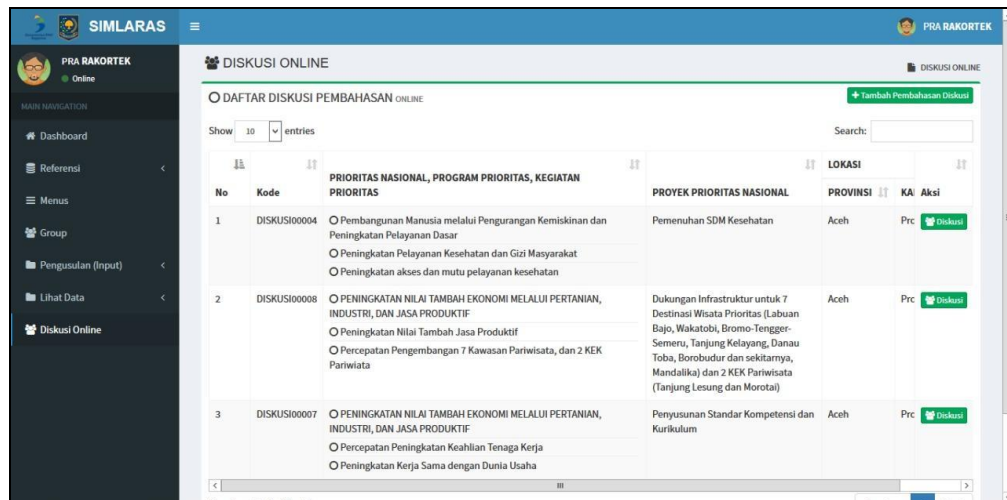 SIMLARAS
PRA RAKORTEK
PRA RAKORTEK
Online
MAIN NAVIGATION
Dashboard
Referensi
Menus
Group
Pengusulan (Input)
Lihat Data
Diskusi Online
DISKUSI ONLINE
DISKUSI ONLINE
DAFTAR DISKUSI PEMBAHASAN ONLINE
+ Tambah Pembahasan Diskusi
Show 10 entries
Search:
No
Kode
PRIORITAS NASIONAL, PROGRAM PRIORITAS, KEGIATAN
PRIORITAS
PROYEK PRIORITAS NASIONAL
LOKASI
PROVINSI
KAI
Aksi
1
DISKUSI00004
Pembangunan Manusia melalui Pengurangan Kemiskinan dan
Peningkatan Pelayanan Dasar
Peningkatan Pelayanan Kesehatan dan Gizi Masyarakat
Peningkatan akses dan mutu pelayanan kesehatan
Pemenuhan SDM Kesehatan
Aceh
Prc
Diskusi
2
DISKUSI00008
PENINGKATAN NILAI TAMBAH EKONOMI MELALUI PERTANIAN,
INDUSTRI, DAN JASA PRODUKTIF
Peningkatan Nilai Tambah Jasa Produktif
Percepatan Pengembangan 7 Kawasan Pariwisata, dan 2 KEK
Pariwiata
Dukungan Infrastruktur untuk 7
Destinasi Wisata Prioritas (Labuan
Bajo, Wakatobi, Bromo-Tengger-
Semeru, Tanjung Kelayang, Danau
Toba, Borobudur dan sekitarnya,
Mandalika) dan 2 KEK Pariwisata
(Tanjung Lesung dan Morotai)
Aceh
Prc
Diskusi
3
DISKUSI00007
PENINGKATAN NILAI TAMBAH EKONOMI MELALUI PERTANIAN,
INDUSTRI, DAN JASA PRODUKTIF
Percepatan Peningkatan Keahlian Tenaga Kerja
Peningkatan Kerja Sama dengan Dunia Usaha
Penyusunan Standar Kompetensi dan
Kurikulum
Aceh
Prc
Diskusi